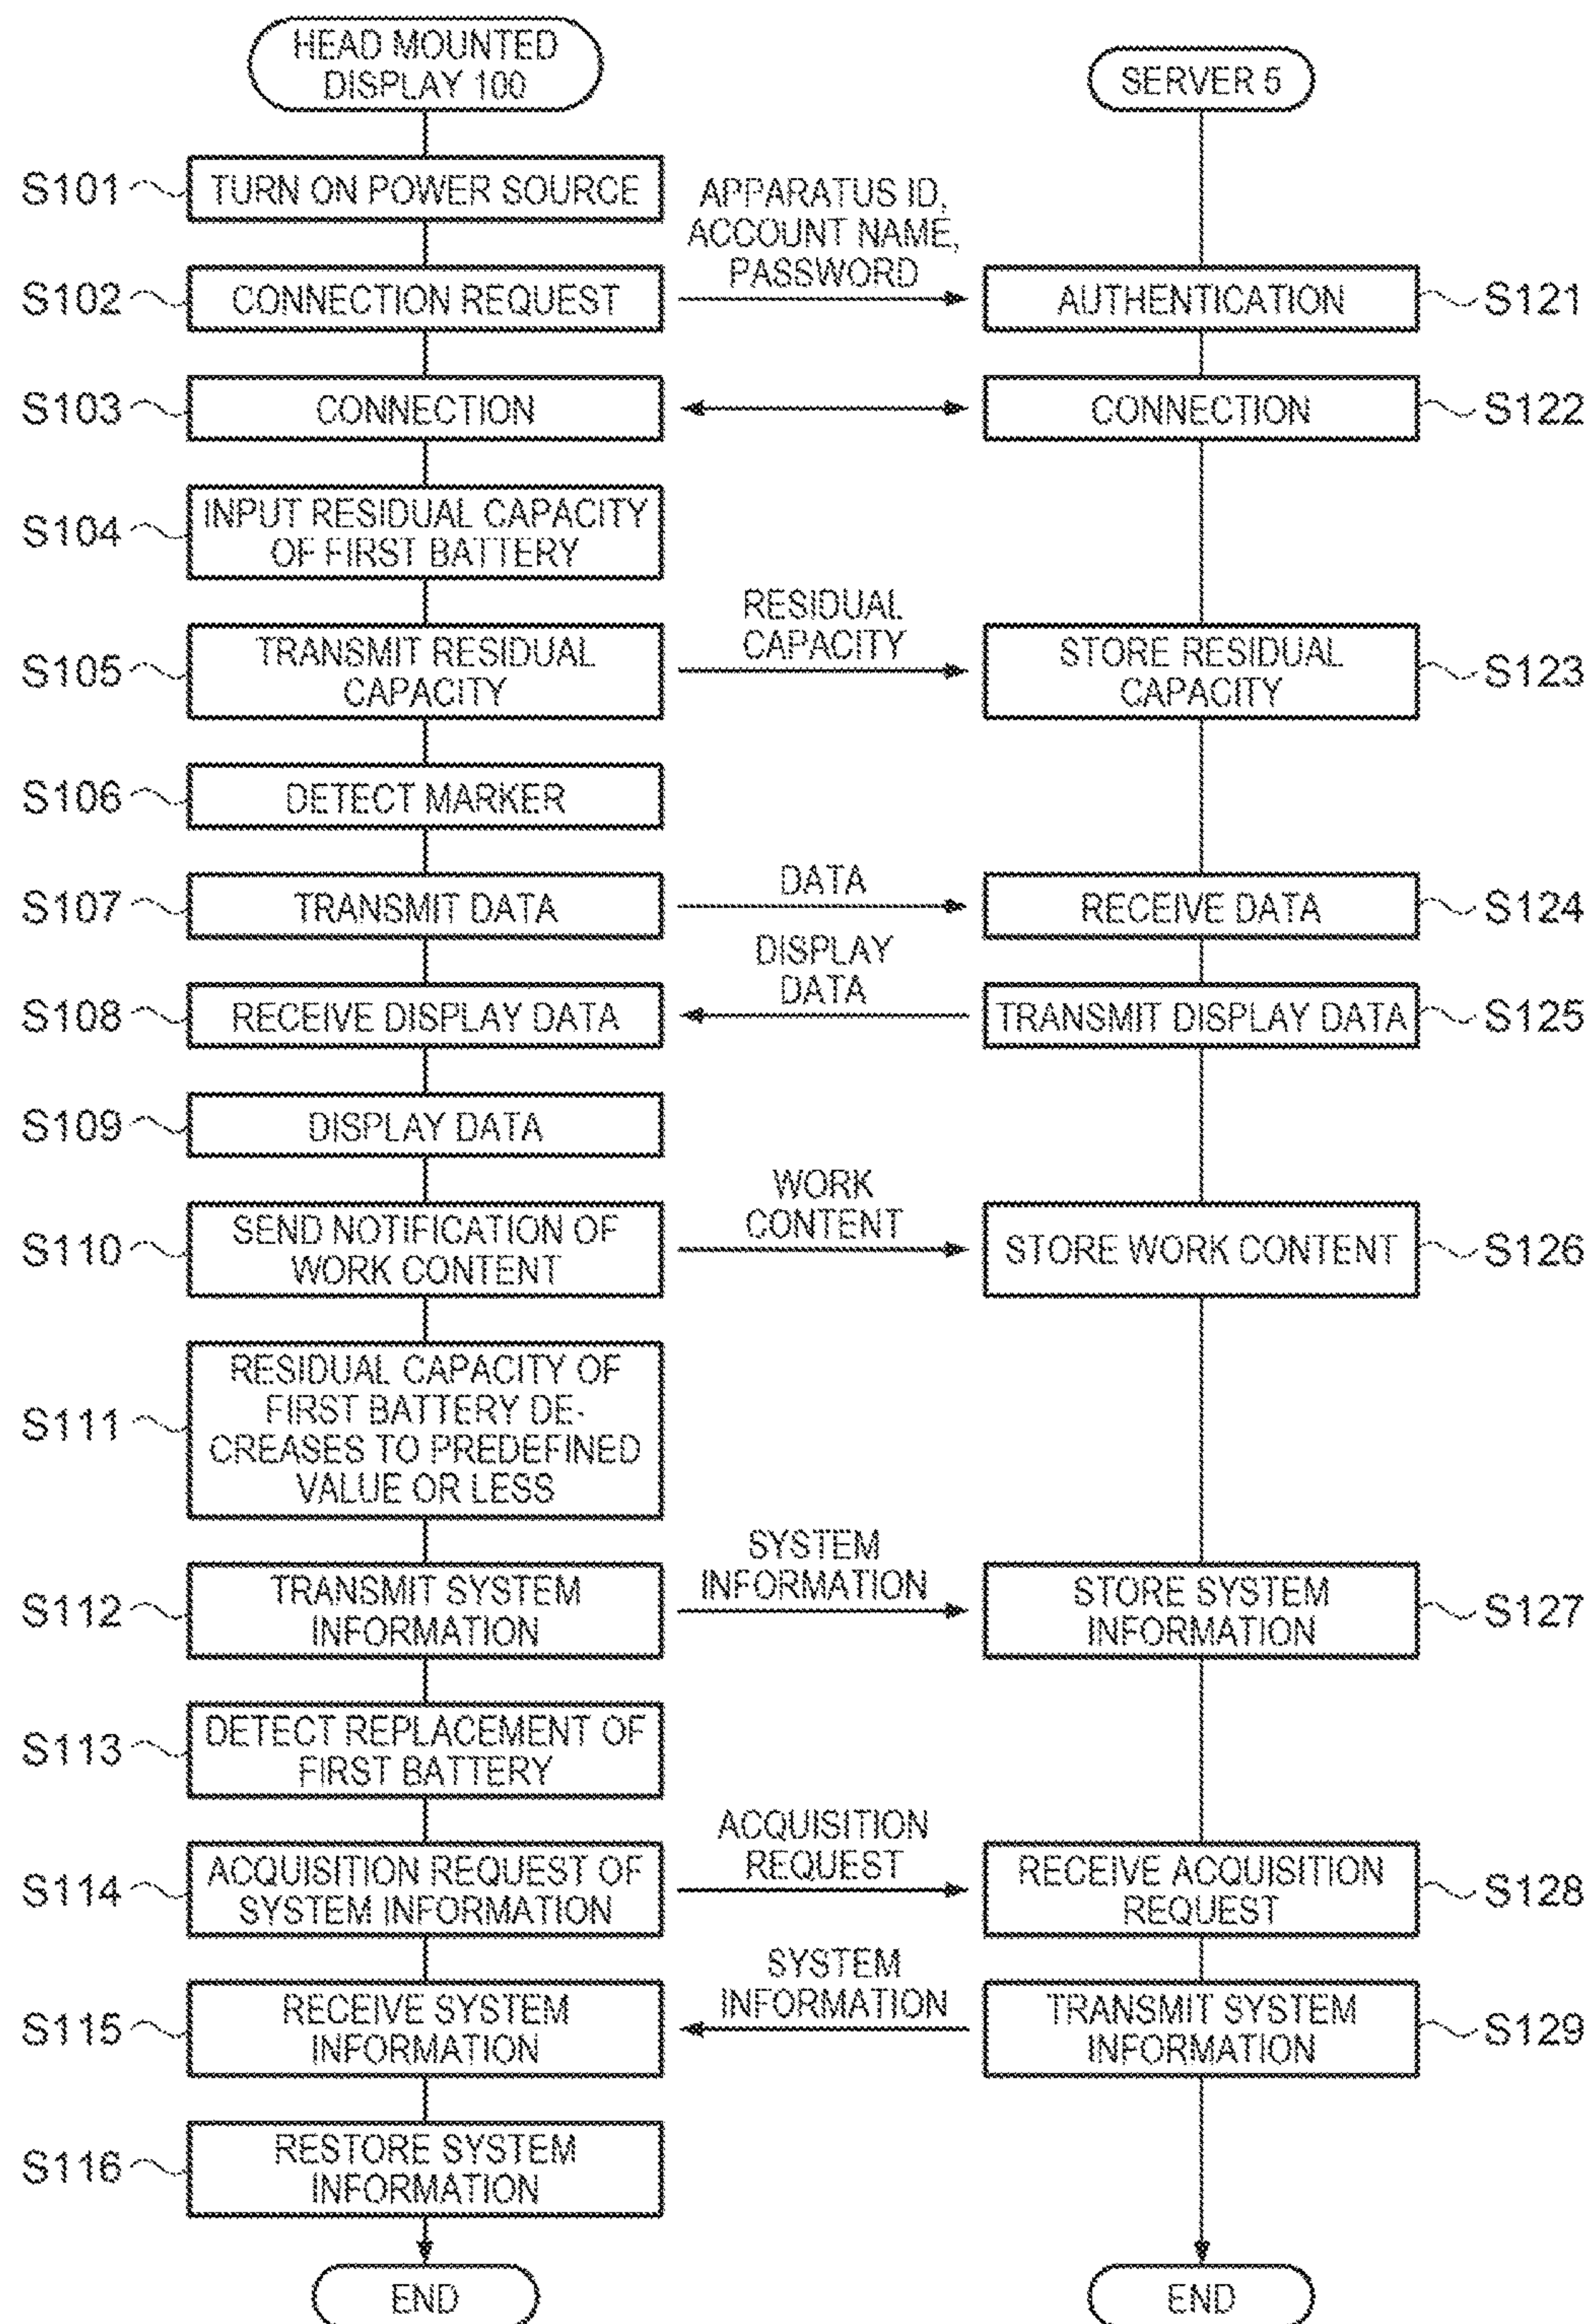 HEAD MOUNTED
DISPLAY 100
SERVER 5
S101
TURN ON POWER SOURCE
APPARATUS ID,
ACCOUNT NAME,
PASSWORD
S102
CONNECTION REQUEST
AUTHENTICATION
S121
S103
CONNECTION
CONNECTION
S122
S104
INPUT RESIDUAL CAPACITY
OF FIRST BATTERY
S105
TRANSMIT RESIDUAL
CAPACITY
RESIDUAL
CAPACITY
STORE RESIDUAL
CAPACITY
S123
S106
DETECT MARKER
S107
TRANSMIT DATA
DATA
RECEIVE DATA
S124
S108
RECEIVE DISPLAY DATA
DISPLAY
DATA
TRANSMIT DISPLAY DATA
S125
S109
DISPLAY DATA
S110
SEND NOTIFICATION OF
WORK CONTENT
WORK
CONTENT
STORE WORK CONTENT
S126
S111
RESIDUAL CAPACITY OF
FIRST BATTERY DE-
CREASES TO PREDEFINED
VALUE OR LESS
S112
TRANSMIT SYSTEM
INFORMATION
SYSTEM
INFORMATION
STORE SYSTEM
INFORMATION
S127
S113
DETECT REPLACEMENT OF
FIRST BATTERY
S114
ACQUISITION REQUEST OF
SYSTEM INFORMATION
ACQUISITION
REQUEST
RECEIVE ACQUISITION
REQUEST
S128
S115
RECEIVE SYSTEM
INFORMATION
SYSTEM
INFORMATION
TRANSMIT SYSTEM
INFORMATION
S129
S116
RESTORE SYSTEM
INFORMATION
END
END